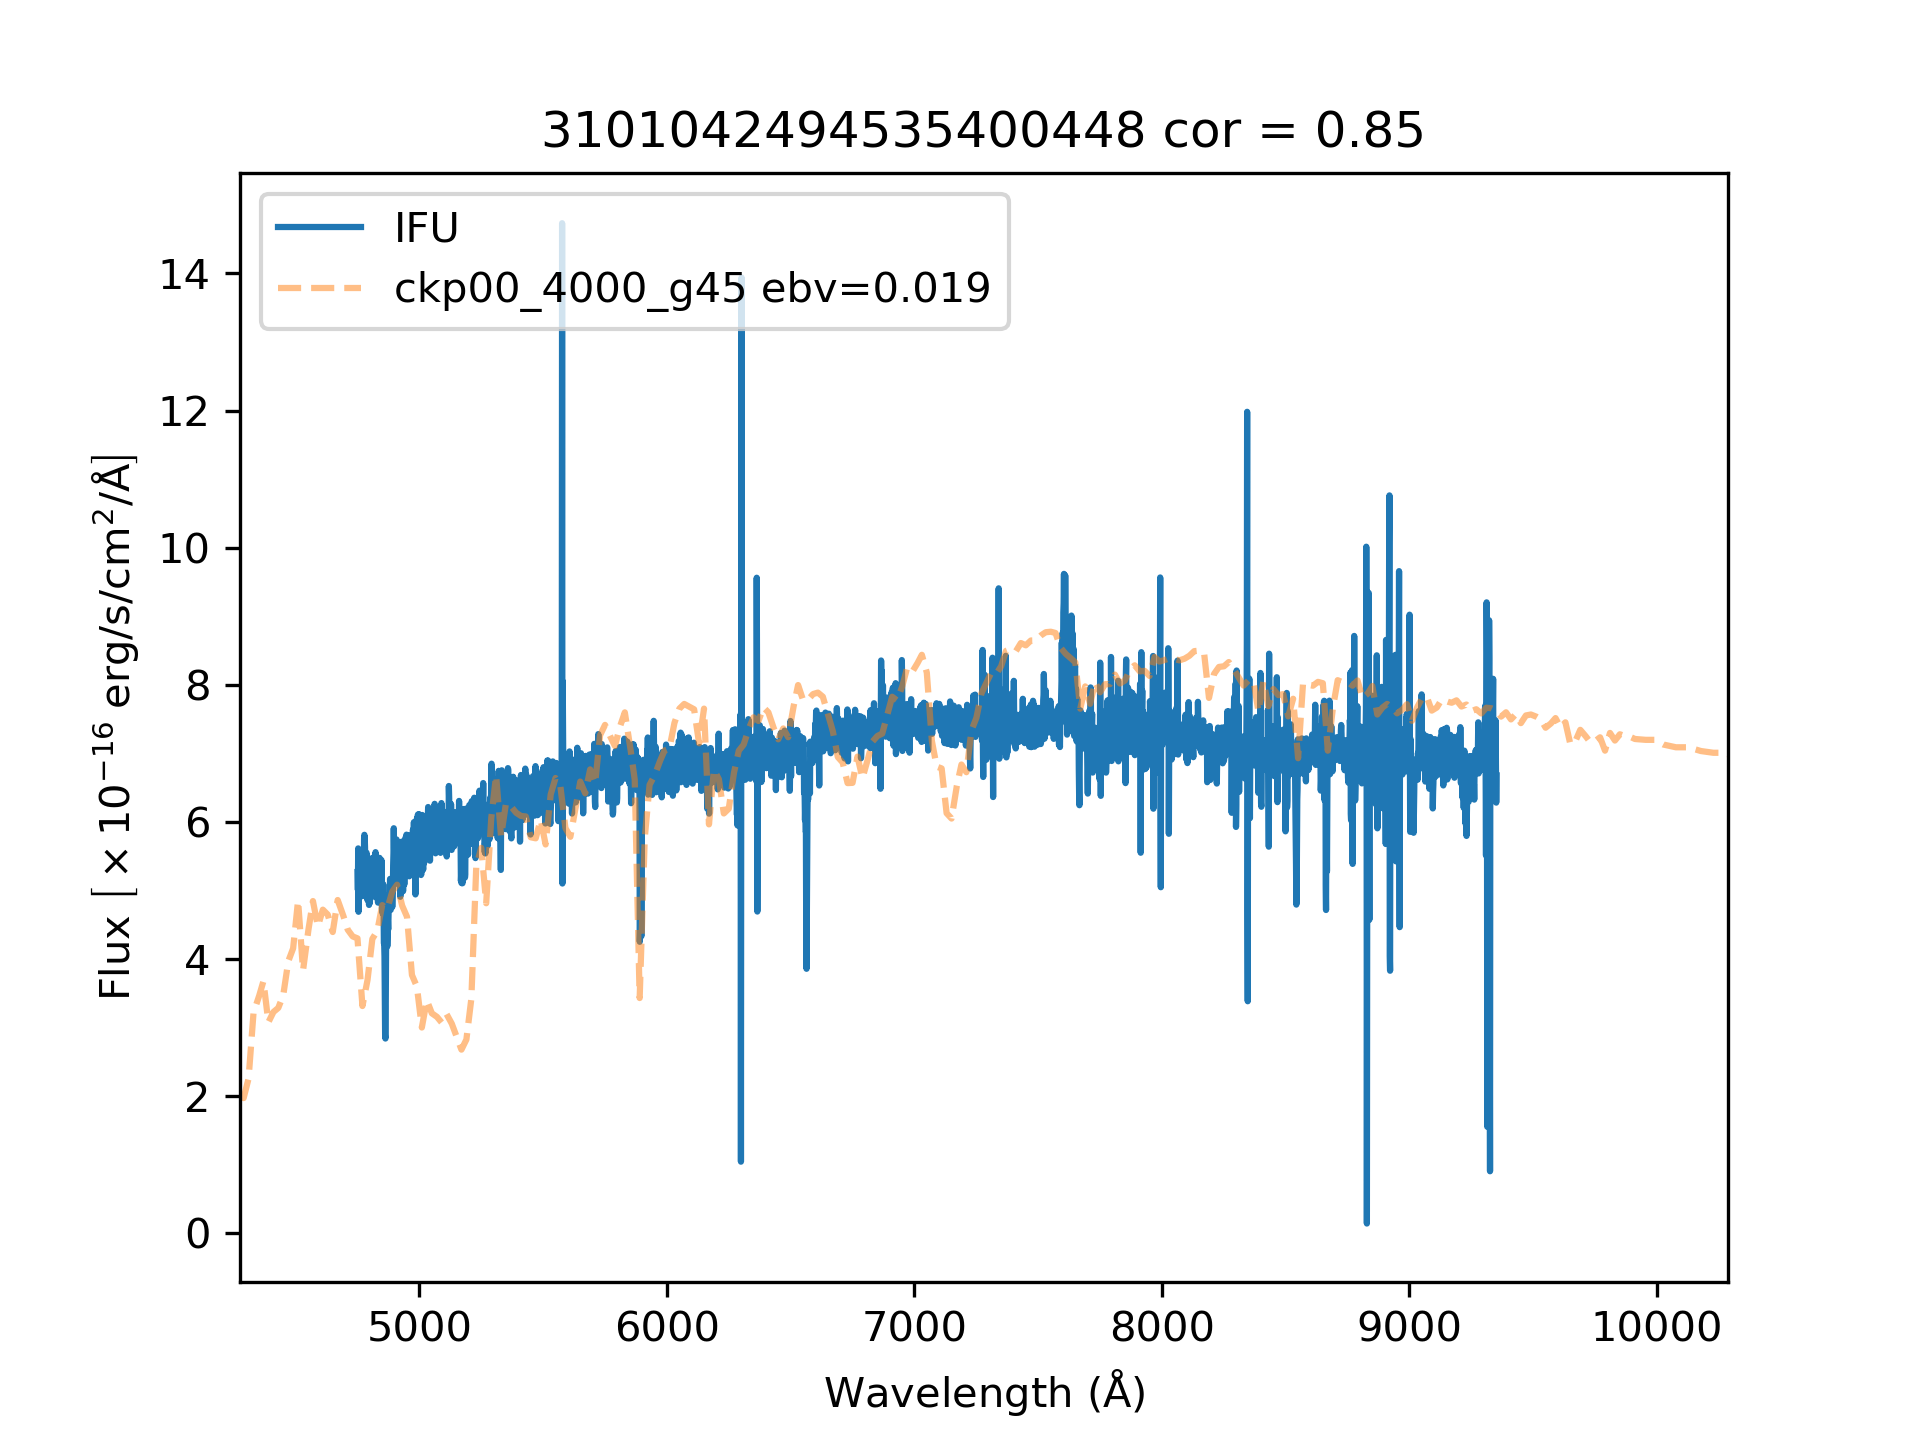 3101042494535400448 cor = 0.85
IFU
ckp00_4000_g45 ebv=0.019
14
12
10
8
6
4
2
0
Flux [ × 10⁻¹⁶ erg/s/cm²/Å]
5000 6000 7000 8000 9000 10000
Wavelength (Å)